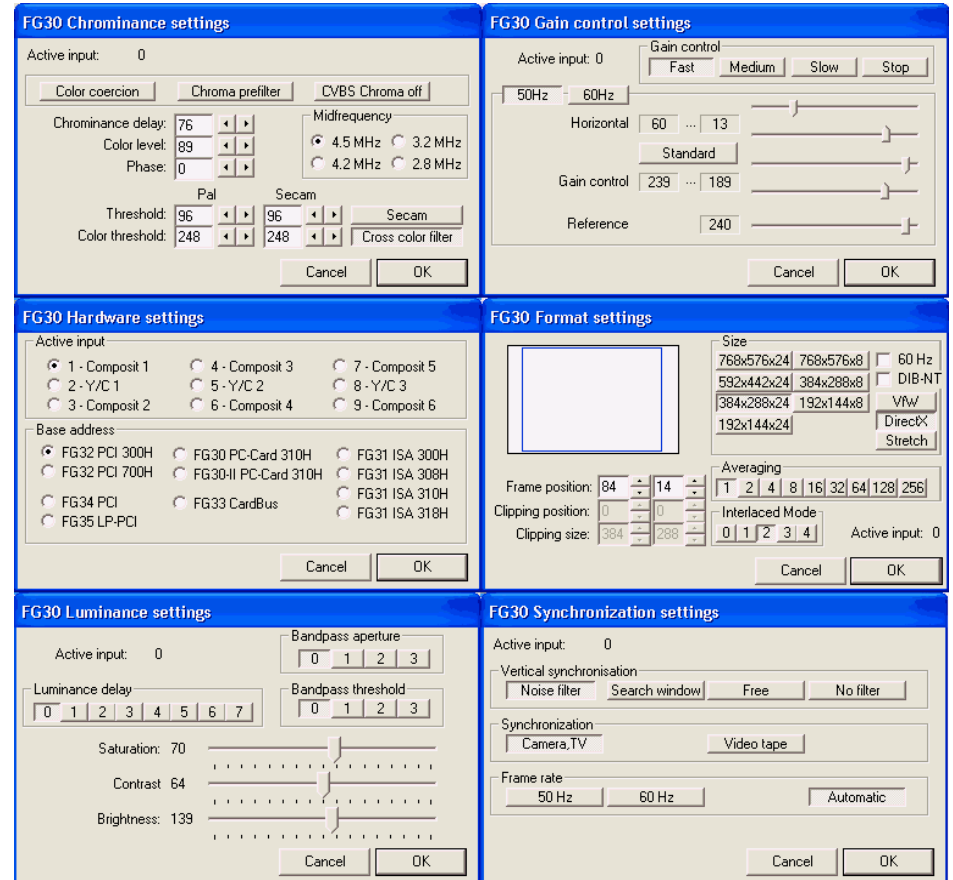 FG30 Chrominance settings
Active input: 0
Color coercion Chroma prefilter CVBS Chroma off
Chrominance delay: 76
Color level: 89
Phase: 0
Midfrequency
4.5 MHz 3.2 MHz
4.2 MHz 2.8 MHz
Pal Secam
Threshold: 96 96 Secam
Color threshold: 248 248 Cross color filter
Cancel OK
FG30 Gain control settings
Active input: 0
Gain control
Fast Medium Slow Stop
50Hz 60Hz
Horizontal 60 ... 13
Standard
Gain control 239 ... 189
Reference 240
Cancel OK
FG30 Hardware settings
Active input
1 - Composit 1 4 - Composit 3 7 - Composit 5
2 - Y/C 1 5 - Y/C 2 8 - Y/C 3
3 - Composit 2 6 - Composit 4 9 - Composit 6
Base address
FG32 PCI 300H FG30 PC-Card 310H FG31 ISA 300H
FG32 PCI 700H FG30-II PC-Card 310H FG31 ISA 308H
FG34 PCI FG33 CardBus FG31 ISA 310H
FG35 LP-PCI FG31 ISA 318H
Cancel OK
FG30 Format settings
Size
768x576x24 768x576x8 60 Hz
592x442x24 384x288x8 DIB-NT
384x288x24 192x144x8 VfW
192x144x24 DirectX
Stretch
Frame position: 84 14
Clipping position: 0 0
Clipping size: 384 288
Averaging
1 2 4 8 16 32 64 128 256
Interlaced Mode
0 1 2 3 4 Active input: 0
Cancel OK
FG30 Luminance settings
Active input: 0
Bandpass aperture
0 1 2 3
Luminance delay
0 1 2 3 4 5 6 7
Bandpass threshold
0 1 2 3
Saturation: 70
Contrast 64
Brightness: 139
Cancel OK
FG30 Synchronization settings
Active input: 0
Vertical synchronisation
Noise filter Search window Free No filter
Synchronization
Camera,TV Video tape
Frame rate
50 Hz 60 Hz Automatic
Cancel OK